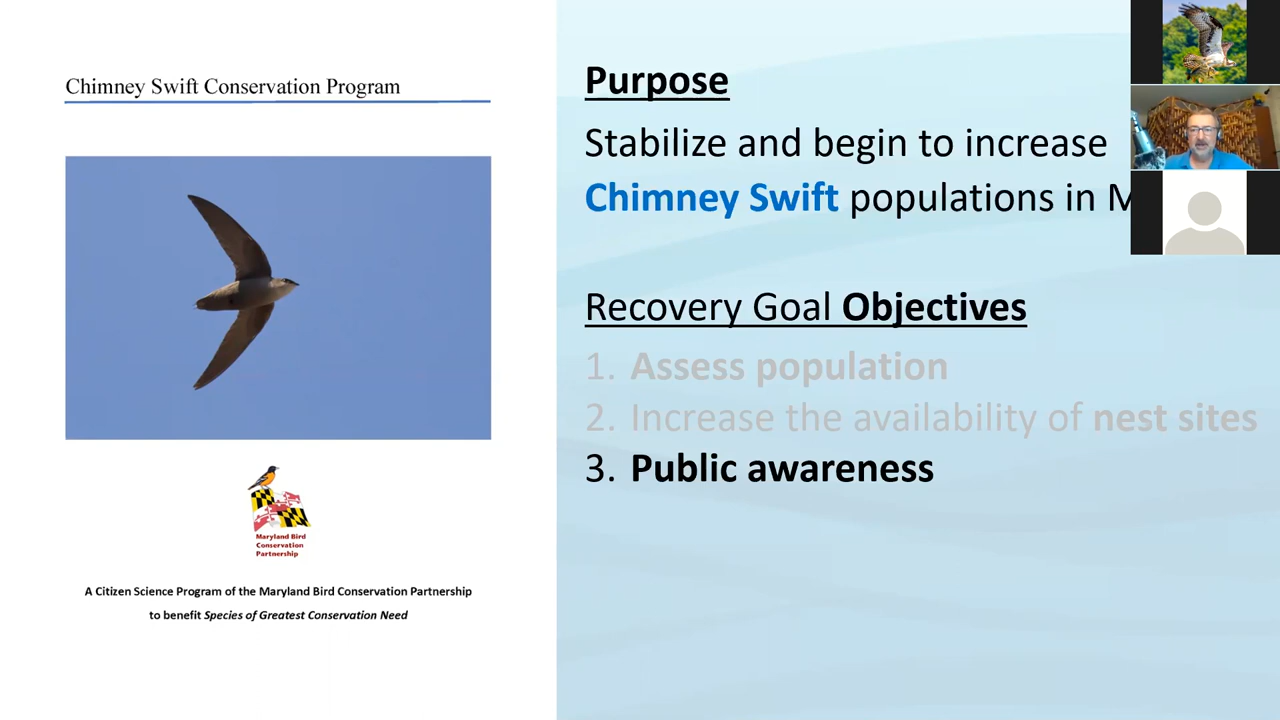 Chimney Swift Conservation Program
Maryland Bird
Conservation
Partnership
A Citizen Science Program of the Maryland Bird Conservation Partnership
to benefit Species of Greatest Conservation Need
Purpose
Stabilize and begin to increase
Chimney Swift populations in
Recovery Goal Objectives
1. Assess population
2. Increase the availability of nest sites
3. Public awareness